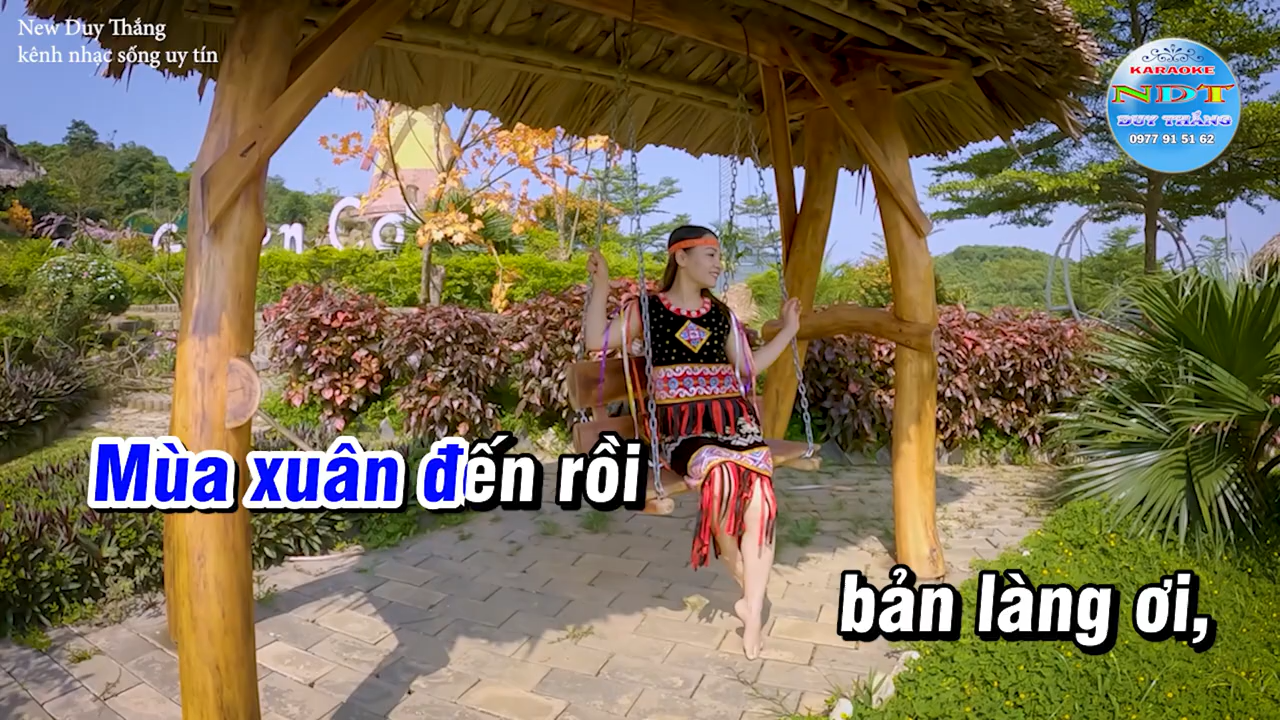 New Duy Thắng
kênh nhạc sống uy tín
KARAOKE
NDT
DUY THẮNG
0977 91 51 62
Mùa xuân đến rồi
bản làng ơi,